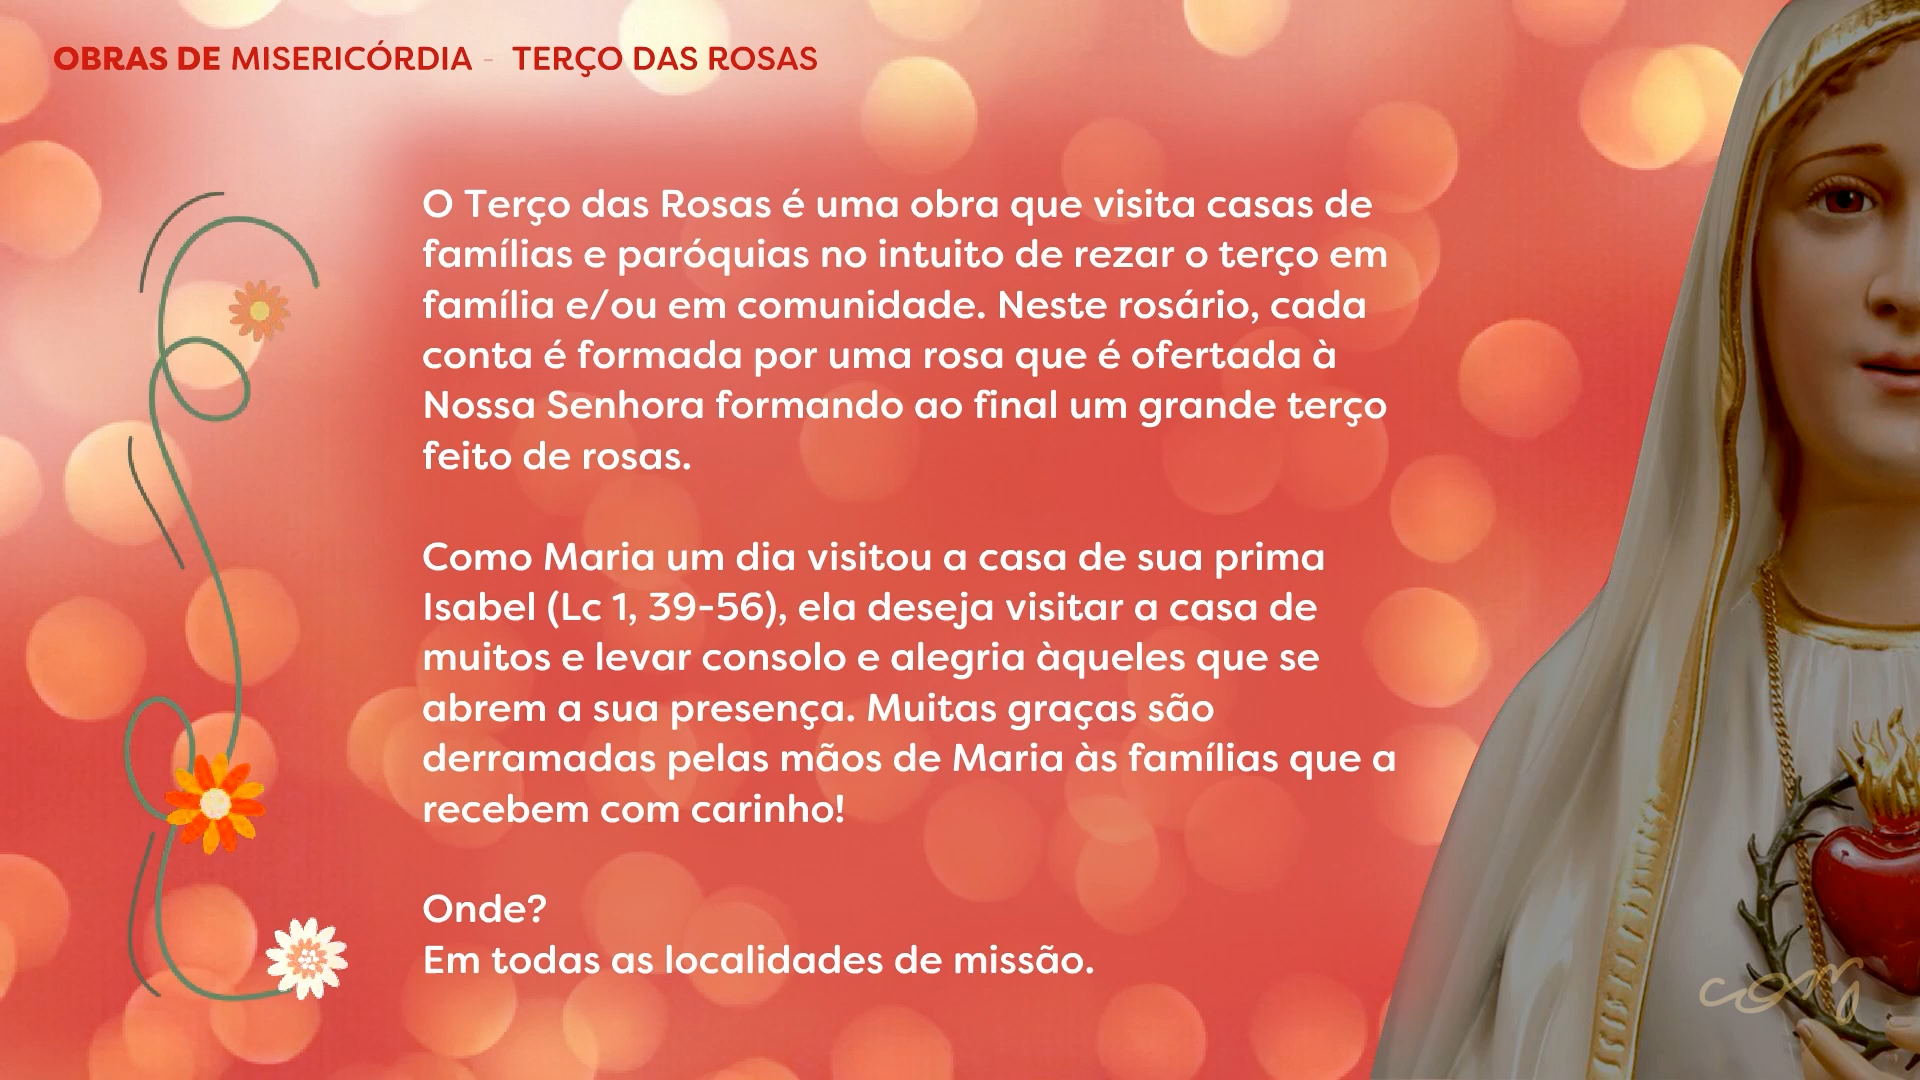 OBRAS DE MISERICÓRDIA - TERÇO DAS ROSAS
O Terço das Rosas é uma obra que visita casas de
famílias e paróquias no intuito de rezar o terço em
família e/ou em comunidade. Neste rosário, cada
conta é formada por uma rosa que é ofertada à
Nossa Senhora formando ao final um grande terço
feito de rosas.
Como Maria um dia visitou a casa de sua prima
Isabel (Lc 1, 39-56), ela deseja visitar a casa de
muitos e levar consolo e alegria àqueles que se
abrem a sua presença. Muitas graças são
derramadas pelas mãos de Maria às famílias que a
recebem com carinho!
Onde?
Em todas as localidades de missão.